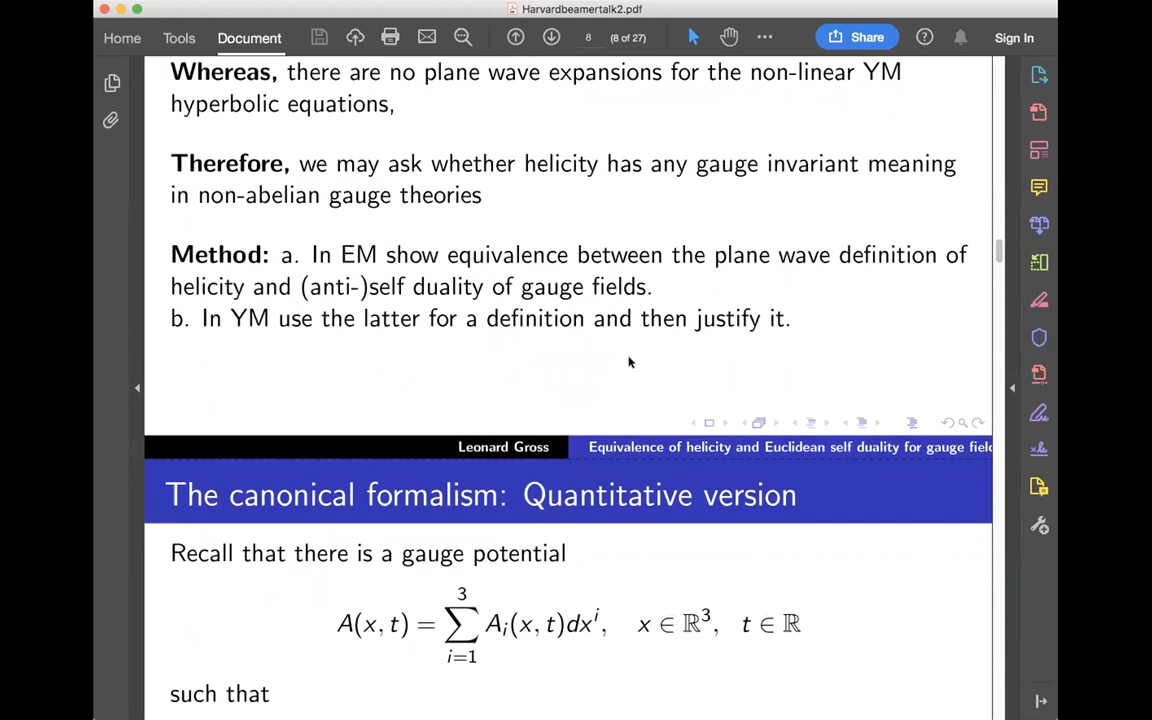 Harvardbeamertalk2.pdf
Home Tools Document 8 (8 of 27) Share Sign In
Whereas, there are no plane wave expansions for the non-linear YM
hyperbolic equations,
Therefore, we may ask whether helicity has any gauge invariant meaning
in non-abelian gauge theories
Method: a. In EM show equivalence between the plane wave definition of
helicity and (anti-)self duality of gauge fields.
b. In YM use the latter for a definition and then justify it.
Leonard Gross Equivalence of helicity and Euclidean self duality for gauge field
The canonical formalism: Quantitative version
Recall that there is a gauge potential
A(x, t) = ∑_{i=1}^{3} A_i(x, t)dx^i, x ∈ ℝ^3, t ∈ ℝ
such that